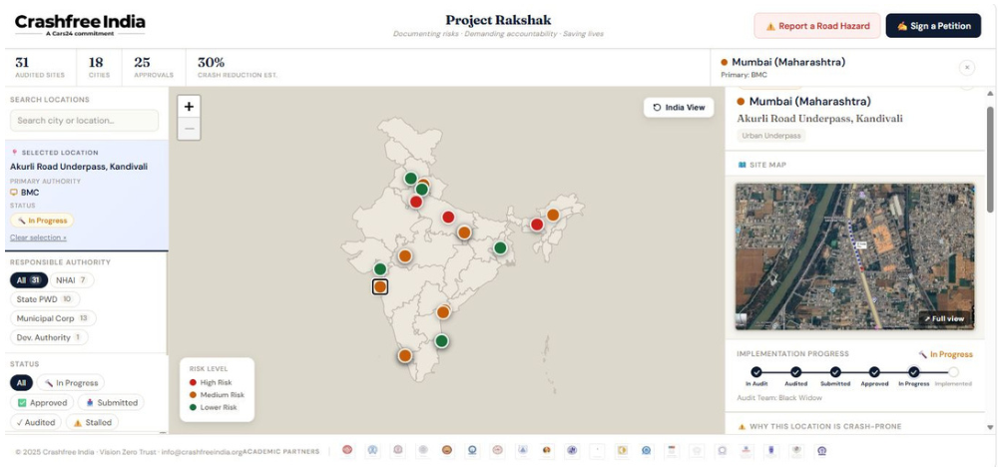 Crashfree India
A Cars24 commitment
Project Rakshak
Documenting risks · Demanding accountability · Saving lives
⚠️ Report a Road Hazard
✍️ Sign a Petition
31
AUDITED SITES
18
CITIES
25
APPROVALS
30%
CRASH REDUCTION EST.
Mumbai (Maharashtra)
Primary: BMC
×
SEARCH LOCATIONS
Search city or location...
📍 SELECTED LOCATION
Akurli Road Underpass, Kandivali
PRIMARY AUTHORITY
BMC
STATUS
In Progress
Clear selection ×
RESPONSIBLE AUTHORITY
All 31
NHAI 7
State PWD 10
Municipal Corp 13
Dev. Authority 1
STATUS
All
In Progress
✅ Approved
Submitted
✓ Audited
⚠️ Stalled
+
−
India View
RISK LEVEL
High Risk
Medium Risk
Lower Risk
Mumbai (Maharashtra)
Akurli Road Underpass, Kandivali
Urban Underpass
SITE MAP
↗ Full view
IMPLEMENTATION PROGRESS
In Progress
In Audit
Audited
Submitted
Approved
In Progress
Implemented
Audit Team: Black Widow
⚠️ WHY THIS LOCATION IS CRASH-PRONE
© 2025 Crashfree India · Vision Zero Trust · info@crashfreeindia.org
ACADEMIC PARTNERS